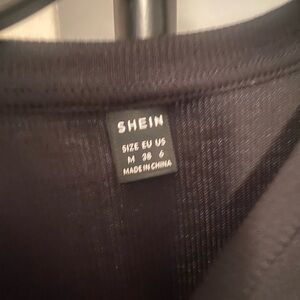 SHEIN
SIZE EU US
M 38 6
MADE IN CHINA